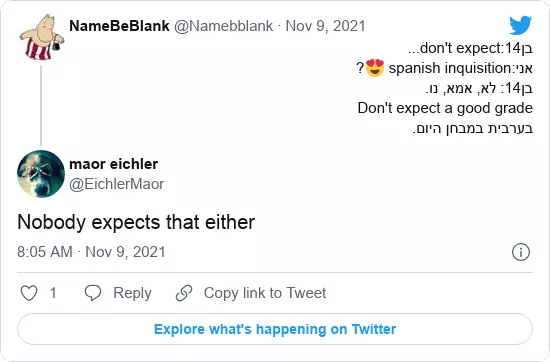 NameBeBlank @Namebblank · Nov 9, 2021
בן14:don't expect...
אני:spanish inquisition 😍?
בן14: לא, אמא, נו.
Don't expect a good grade
בערבית במבחן היום.
maor eichler
@EichlerMaor
Nobody expects that either
8:05 AM · Nov 9, 2021
1 Reply Copy link to Tweet
Explore what's happening on Twitter